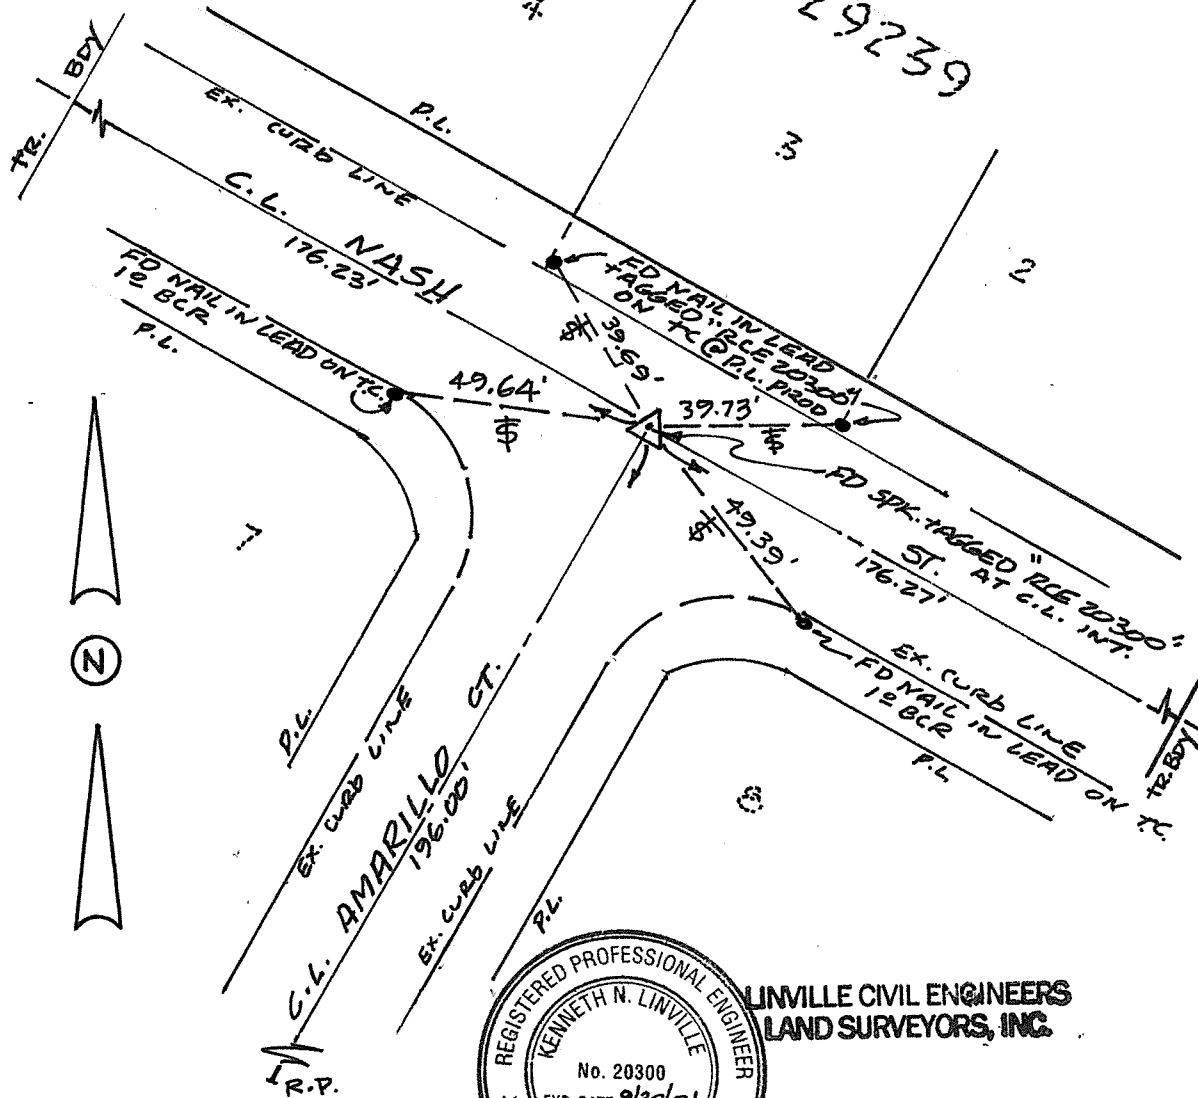 4
29239
BDY
TR.
EX. CURB LINE
P.L.
3
2
C.L. NASH
176.23'
FD NAIL IN LEAD ON TC.
1@ BCR
P.L.
FD NAIL IN LEAD
TAGGED "RCE 20300"
ON TC @ P.L. PROD
39.69'
49.64'
39.73'
49.39'
FD SPK. TAGGED "RCE 20300"
ST. AT C.L. INT.
176.27'
7
N
EX. CURB LINE
FD NAIL IN LEAD ON TC.
1@ BCR
P.L.
TR. BDY
8
P.L.
EX. CURB LINE
C.L. AMARILLO CT.
196.00'
EX. CURB LINE
P.L.
R.P.
REGISTERED PROFESSIONAL ENGINEER
KENNETH N. LINVILLE
No. 20300
LINVILLE CIVIL ENGINEERS
LAND SURVEYORS, INC.